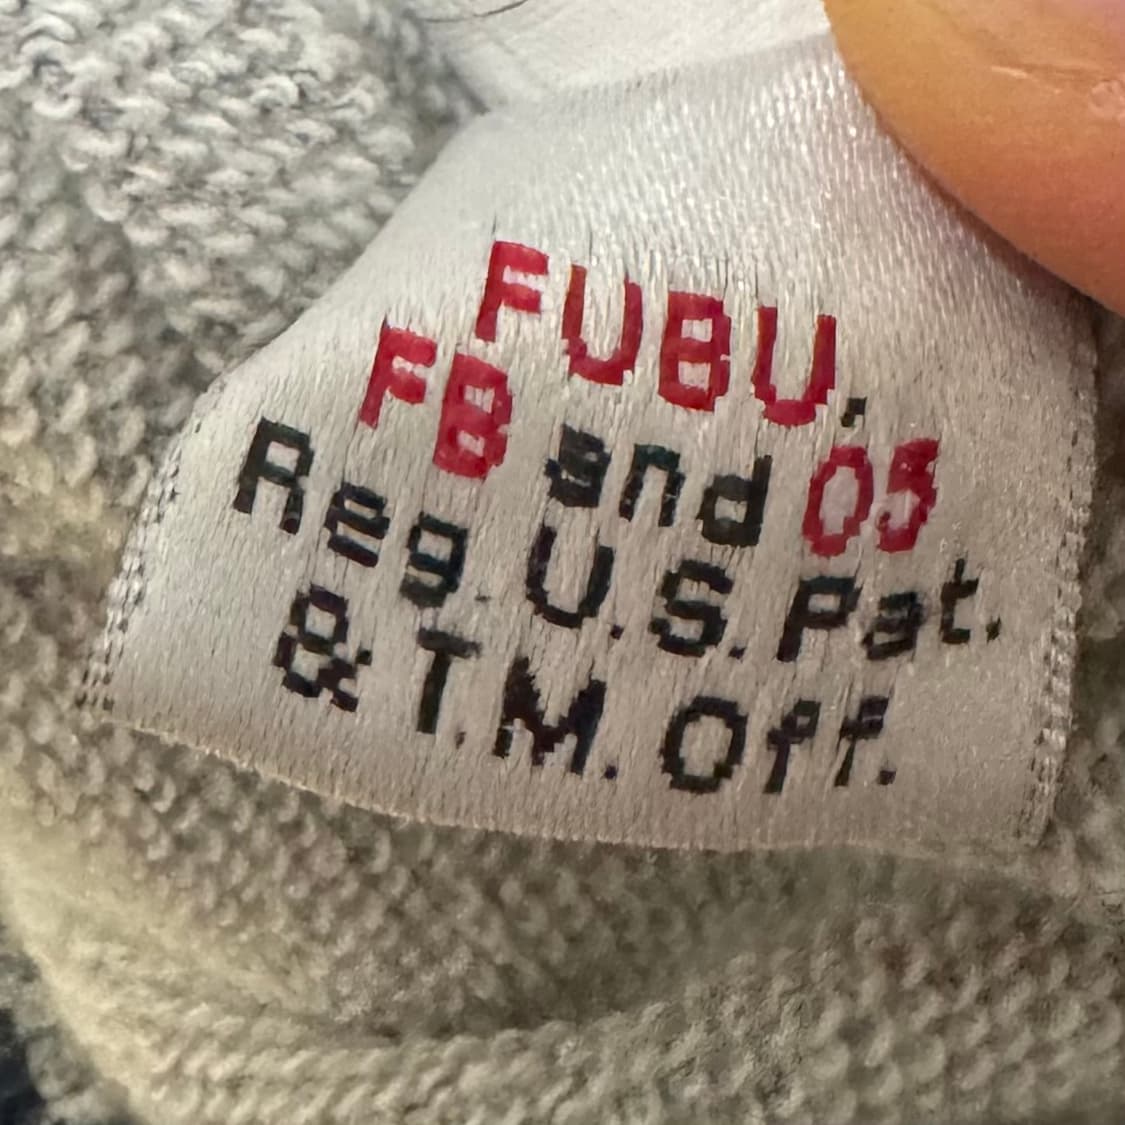 FUBU,
FB and 05
Reg. U.S. Pat.
& T.M. Off.